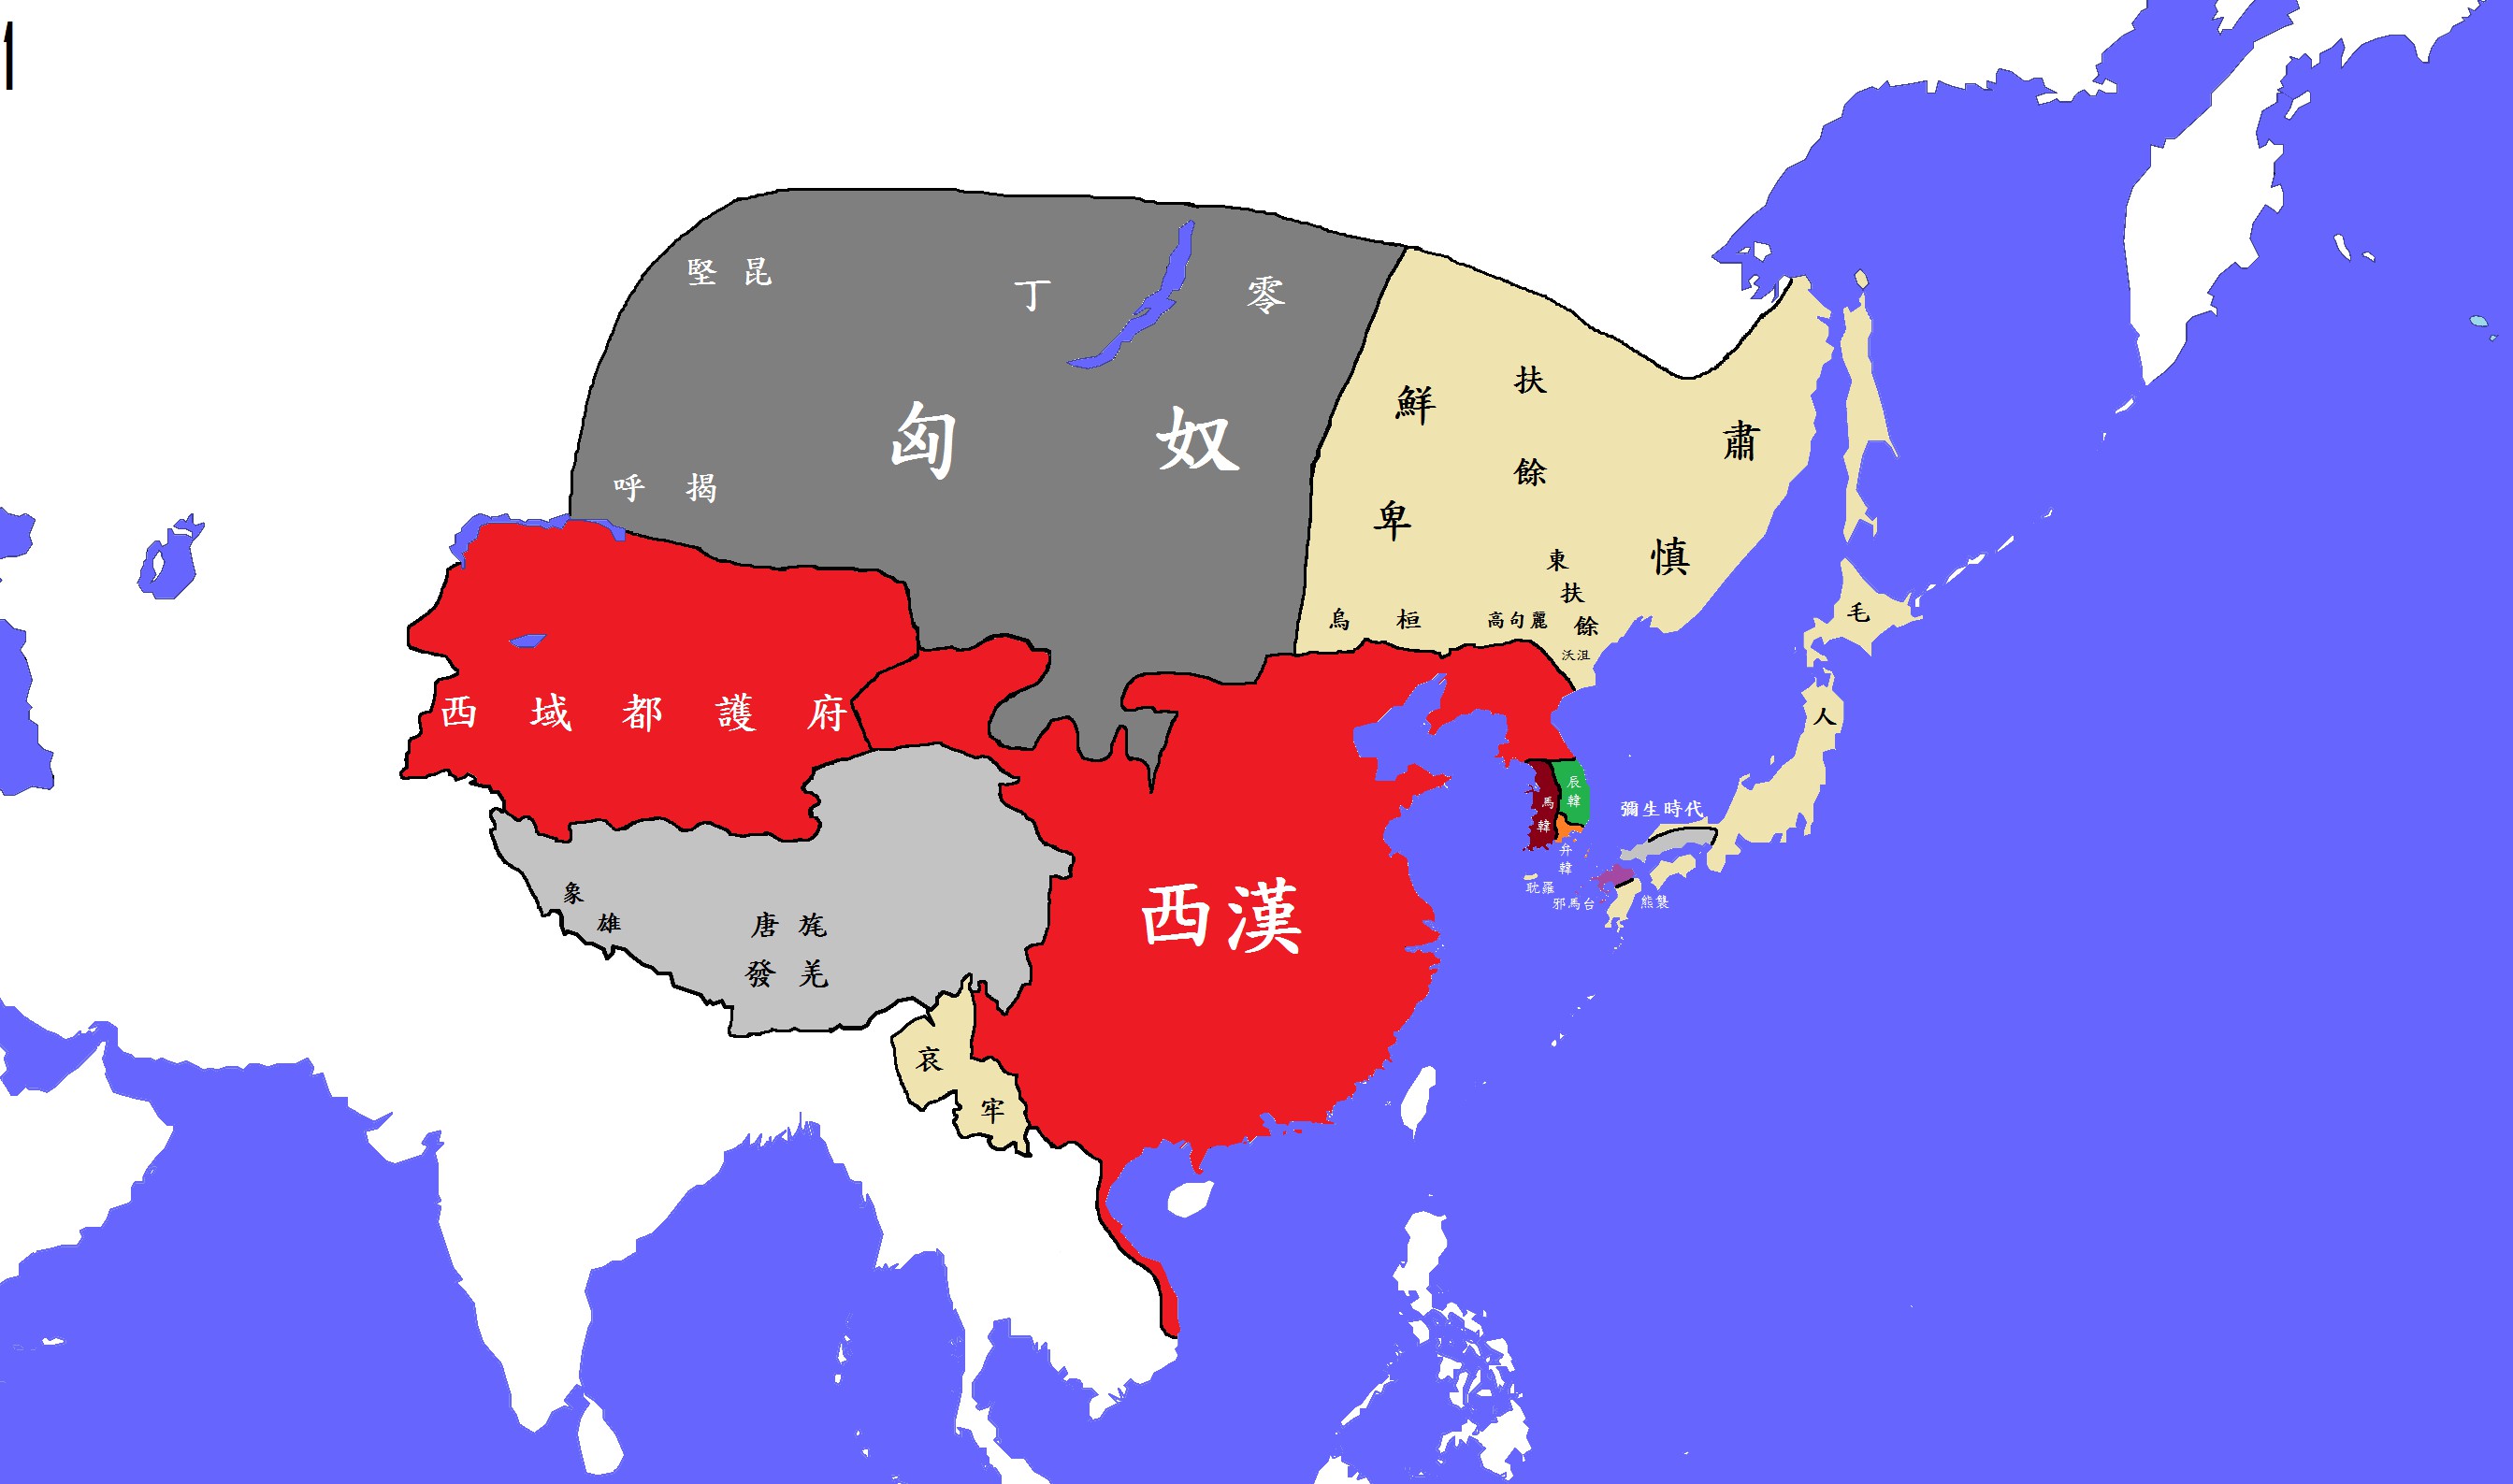 1
堅昆
丁零
匈奴
呼揭
鮮卑
扶餘
肅慎
東扶餘
烏桓
高句麗
沃沮
毛人
西域都護府
辰韓
馬韓
弁韓
彌生時代
耽羅
邪馬台
熊襲
西漢
象雄
唐旄
發羌
哀牢